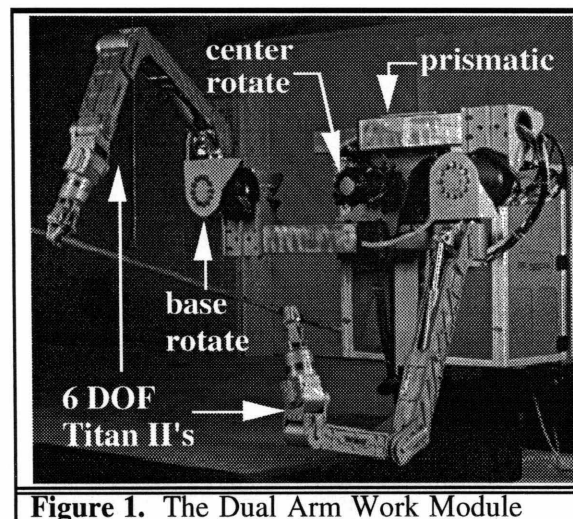 center
rotate
prismatic
base
rotate
6 DOF
Titan II's
Figure 1. The Dual Arm Work Module